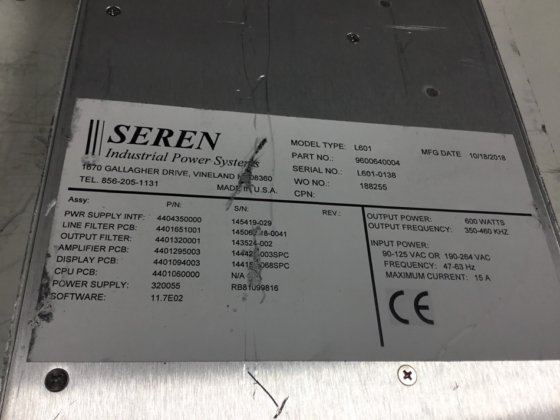 SEREN
Industrial Power Systems
1670 GALLAGHER DRIVE, VINELAND NJ 08360
TEL. 856-205-1131
MADE IN U.S.A.
MODEL TYPE: L601
PART NO.: 9600640004
SERIAL NO.: L601-0138
WO NO.: 188255
CPN:
MFG DATE 10/18/2018
Assy: P/N: S/N: REV.:
PWR SUPPLY INTF: 4404350000 145419-029
LINE FILTER PCB: 4401651001
OUTPUT FILTER: 4401320001 143524-002
AMPLIFIER PCB: 4401295003
DISPLAY PCB: 4401094003
CPU PCB: 4401060000 N/A
POWER SUPPLY: 320055 RB81099816
SOFTWARE: 11.7E02
OUTPUT POWER: 600 WATTS
OUTPUT FREQUENCY: 350-460 KHZ
INPUT POWER:
90-125 VAC OR 190-264 VAC
FREQUENCY: 47-63 HZ
MAXIMUM CURRENT: 15 A
CE